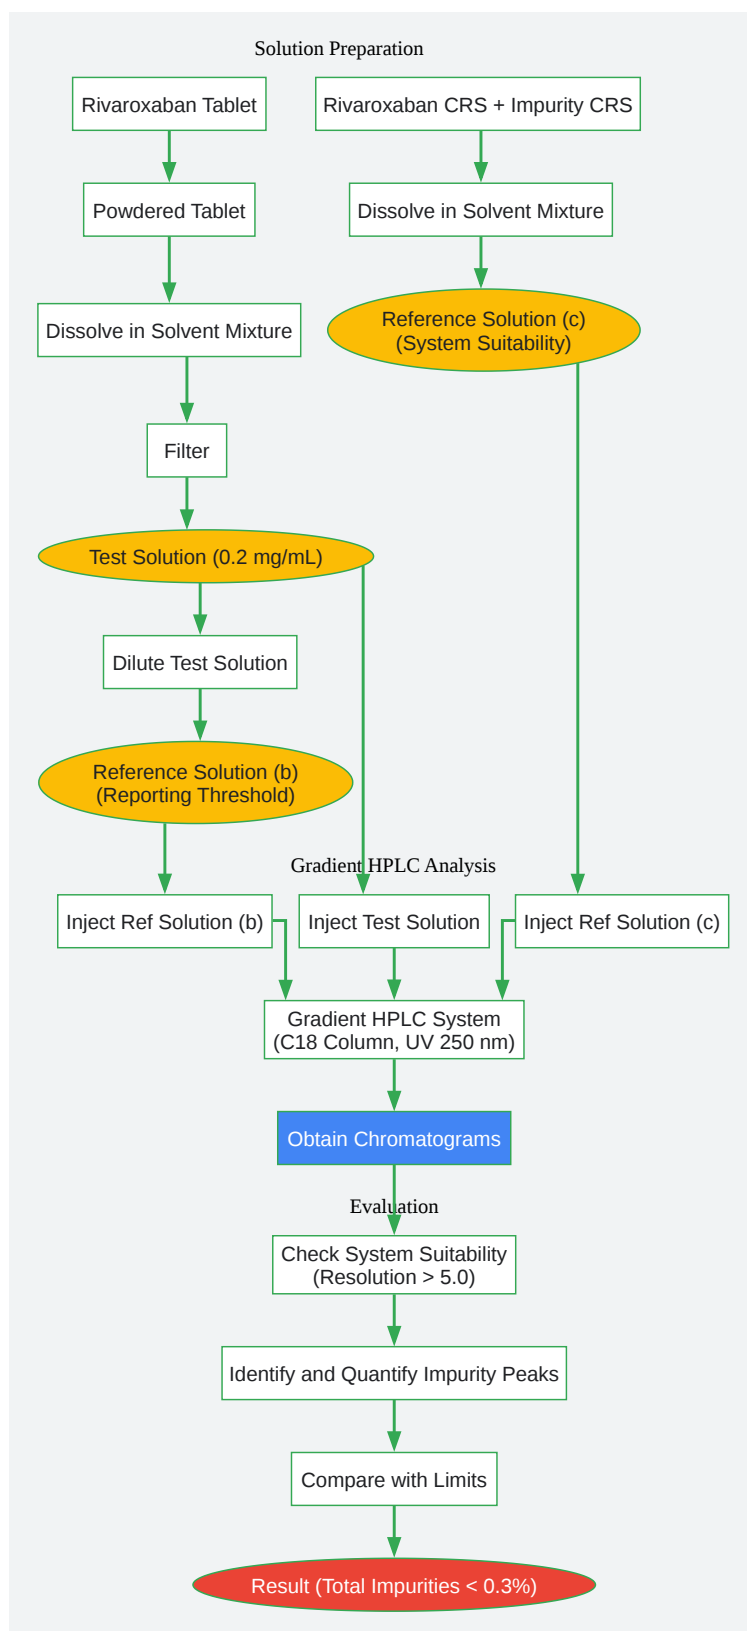 Solution Preparation
Rivaroxaban Tablet
Rivaroxaban CRS + Impurity CRS
Powdered Tablet
Dissolve in Solvent Mixture
Dissolve in Solvent Mixture
Reference Solution (c)
(System Suitability)
Filter
Test Solution (0.2 mg/mL)
Dilute Test Solution
Reference Solution (b)
(Reporting Threshold)
Gradient HPLC Analysis
Inject Ref Solution (b)
Inject Test Solution
Inject Ref Solution (c)
Gradient HPLC System
(C18 Column, UV 250 nm)
Obtain Chromatograms
Evaluation
Check System Suitability
(Resolution > 5.0)
Identify and Quantify Impurity Peaks
Compare with Limits
Result (Total Impurities < 0.3%)